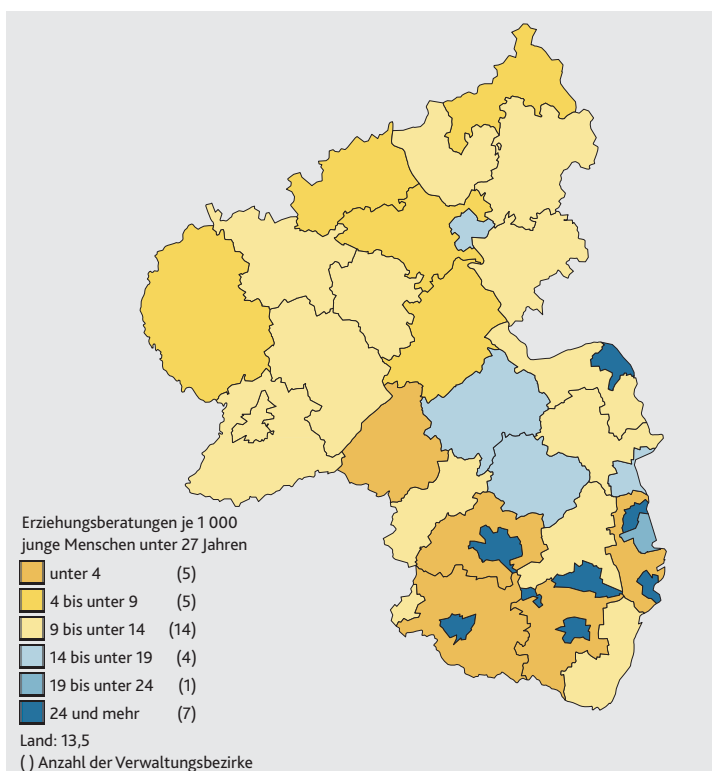 Erziehungsberatungen je 1 000
junge Menschen unter 27 Jahren
unter 4 (5)
4 bis unter 9 (5)
9 bis unter 14 (14)
14 bis unter 19 (4)
19 bis unter 24 (1)
24 und mehr (7)
Land: 13,5
( ) Anzahl der Verwaltungsbezirke